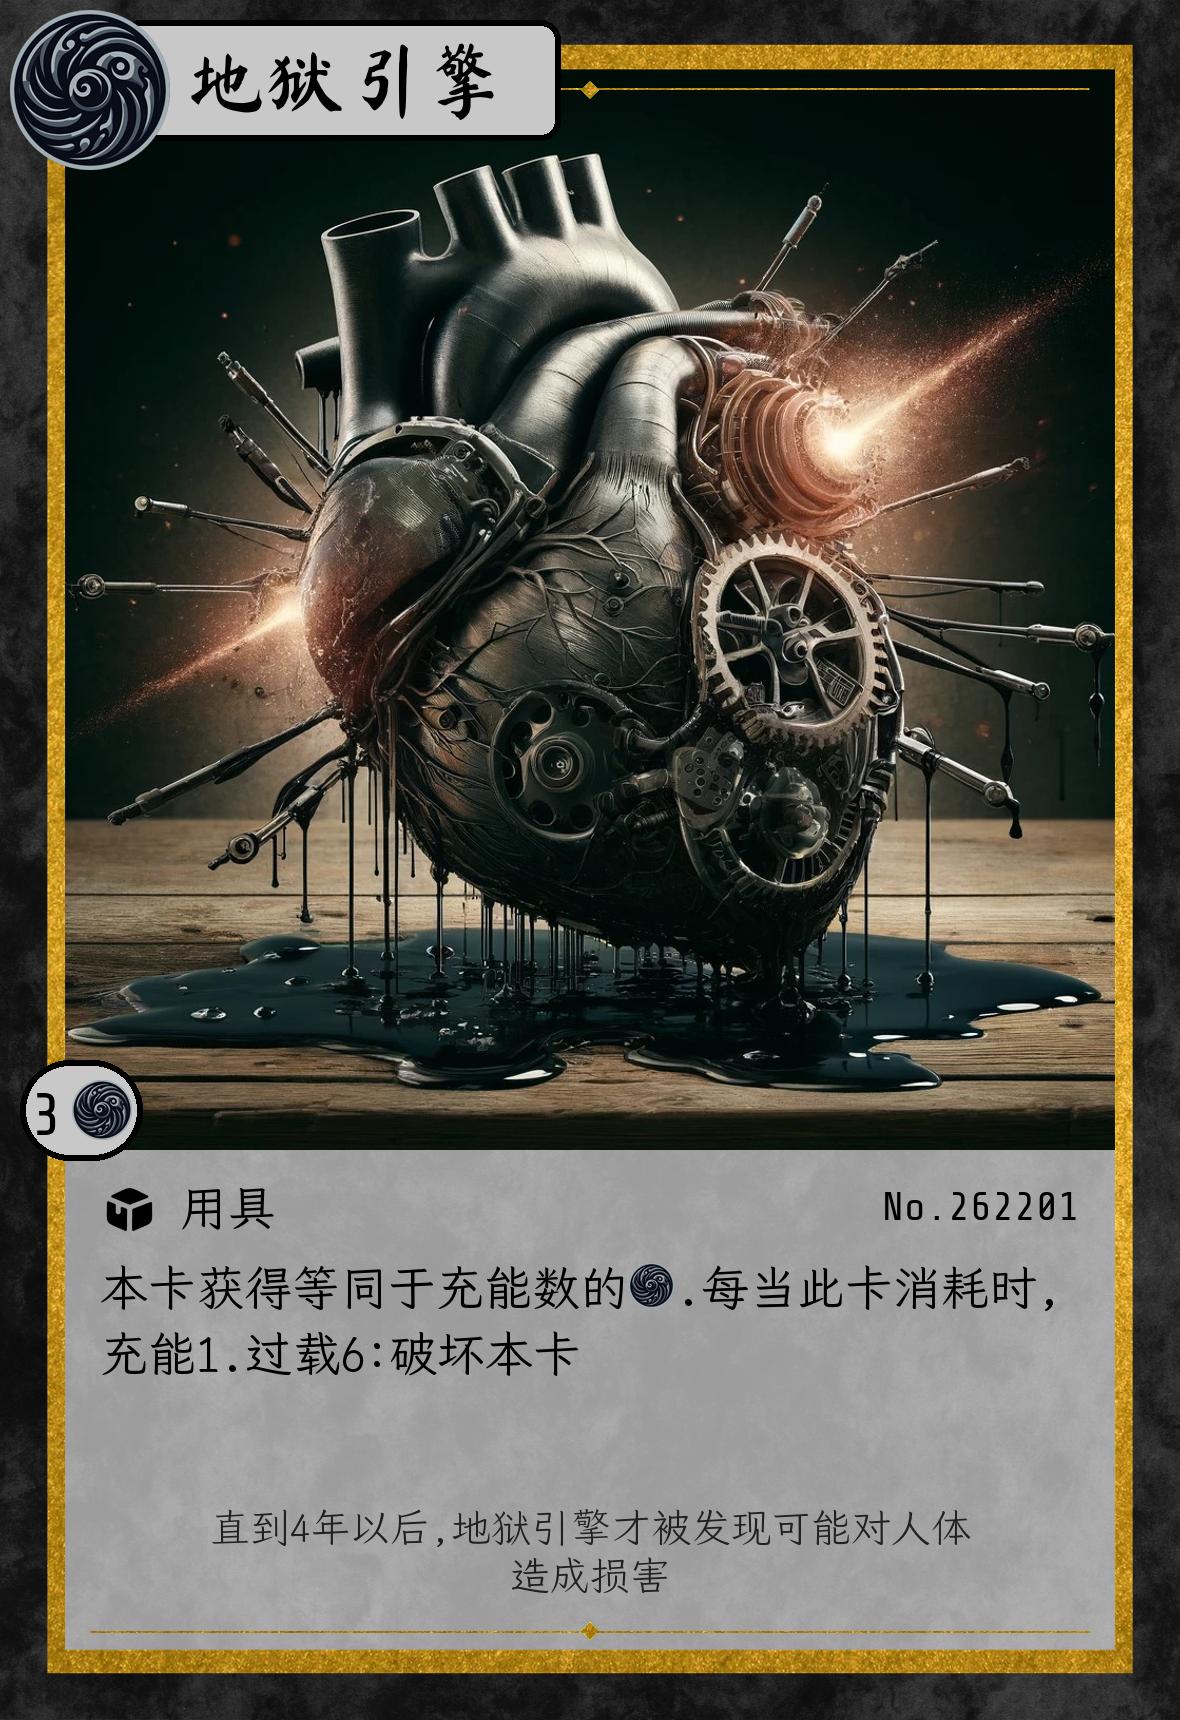 地狱引擎
3
用具
No.262201
本卡获得等同于充能数的.每当此卡消耗时,
充能1.过载6:破坏本卡
直到4年以后,地狱引擎才被发现可能对人体
造成损害